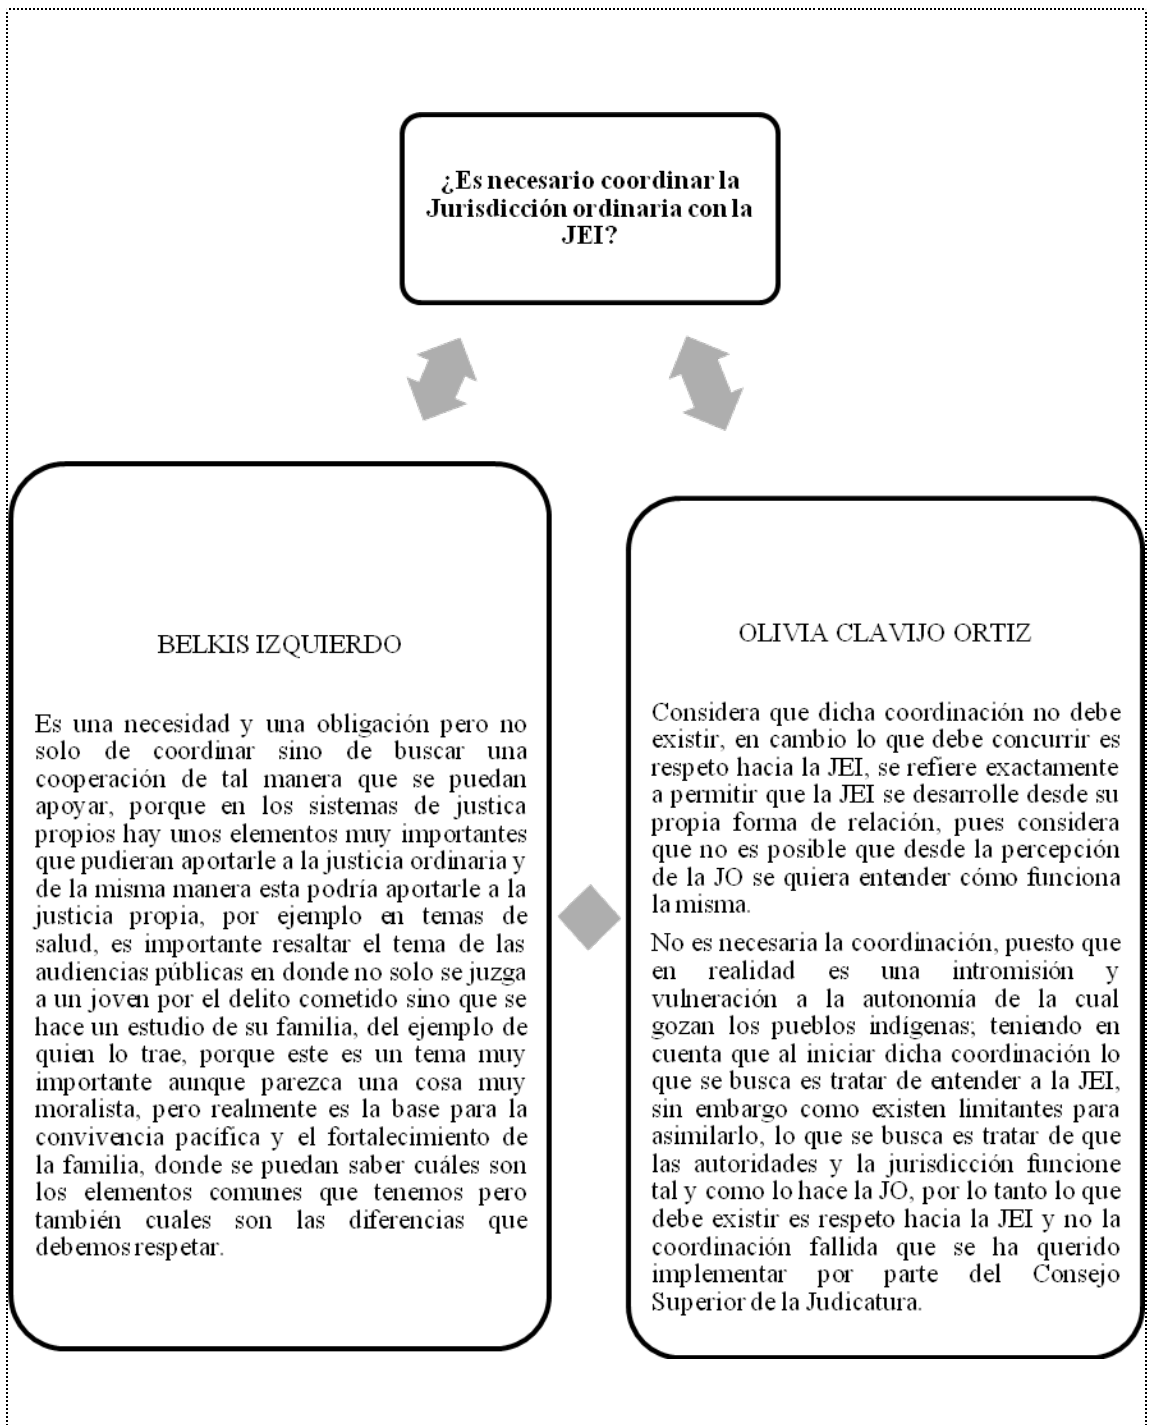 ¿Es necesario coordinar la
Jurisdicción ordinaria con la
JEI?
BELKIS IZQUIERDO
Es una necesidad y una obligación pero no
solo de coordinar sino de buscar una
cooperación de tal manera que se puedan
apoyar, porque en los sistemas de justica
propios hay unos elementos muy importantes
que pudieran aportarle a la justicia ordinaria y
de la misma manera esta podría aportarle a la
justicia propia, por ejemplo en temas de
salud, es importante resaltar el tema de las
audiencias públicas en donde no solo se juzga
a un joven por el delito cometido sino que se
hace un estudio de su familia, del ejemplo de
quien lo trae, porque este es un tema muy
importante aunque parezca una cosa muy
moralista, pero realmente es la base para la
convivencia pacífica y el fortalecimiento de
la familia, donde se puedan saber cuáles son
los elementos comunes que tenemos pero
también cuales son las diferencias que
debemos respetar.
OLIVIA CLAVIJO ORTIZ
Considera que dicha coordinación no debe
existir, en cambio lo que debe concurrir es
respeto hacia la JEI, se refiere exactamente
a permitir que la JEI se desarrolle desde su
propia forma de relación, pues considera
que no es posible que desde la percepción
de la JO se quiera entender cómo funciona
la misma.
No es necesaria la coordinación, puesto que
en realidad es una intromisión y
vulneración a la autonomía de la cual
gozan los pueblos indígenas; teniendo en
cuenta que al iniciar dicha coordinación lo
que se busca es tratar de entender a la JEI,
sin embargo como existen limitantes para
asimilarlo, lo que se busca es tratar de que
las autoridades y la jurisdicción funcione
tal y como lo hace la JO, por lo tanto lo que
debe existir es respeto hacia la JEI y no la
coordinación fallida que se ha querido
implementar por parte del Consejo
Superior de la Judicatura.